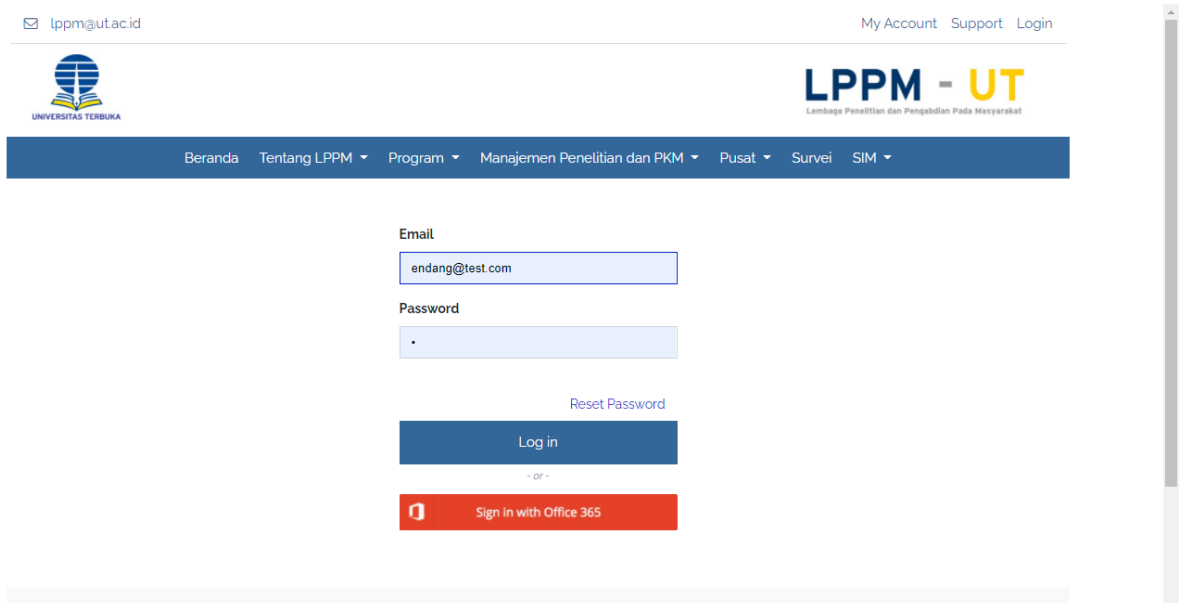 lppm@ut.ac.id
My Account Support Login
UNIVERSITAS TERBUKA
LPPM - UT
Lembaga Penelitian dan Pengabdian Pada Masyarakat
Beranda Tentang LPPM Program Manajemen Penelitian dan PKM Pusat Survei SIM
Email
endang@test.com
Password
Reset Password
Log in
- or -
Sign in with Office 365